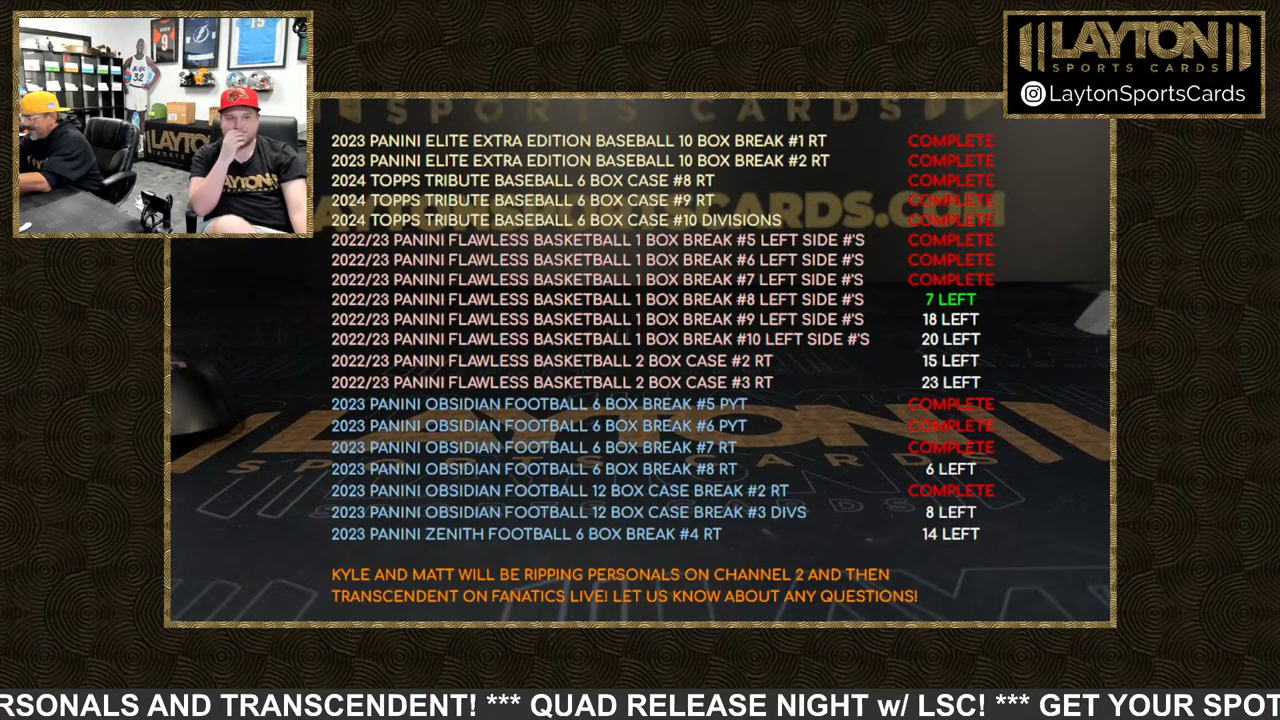 LAYTON
SPORTS CARDS
LaytonSportsCards
9
15
32
LAYTON
LAYTON
SPORTS CARDS
2023 PANINI ELITE EXTRA EDITION BASEBALL 10 BOX BREAK #1 RT COMPLETE
2023 PANINI ELITE EXTRA EDITION BASEBALL 10 BOX BREAK #2 RT COMPLETE
2024 TOPPS TRIBUTE BASEBALL 6 BOX CASE #8 RT COMPLETE
2024 TOPPS TRIBUTE BASEBALL 6 BOX CASE #9 RT COMPLETE
2024 TOPPS TRIBUTE BASEBALL 6 BOX CASE #10 DIVISIONS COMPLETE
2022/23 PANINI FLAWLESS BASKETBALL 1 BOX BREAK #5 LEFT SIDE #'S COMPLETE
2022/23 PANINI FLAWLESS BASKETBALL 1 BOX BREAK #6 LEFT SIDE #'S COMPLETE
2022/23 PANINI FLAWLESS BASKETBALL 1 BOX BREAK #7 LEFT SIDE #'S COMPLETE
2022/23 PANINI FLAWLESS BASKETBALL 1 BOX BREAK #8 LEFT SIDE #'S 7 LEFT
2022/23 PANINI FLAWLESS BASKETBALL 1 BOX BREAK #9 LEFT SIDE #'S 18 LEFT
2022/23 PANINI FLAWLESS BASKETBALL 1 BOX BREAK #10 LEFT SIDE #'S 20 LEFT
2022/23 PANINI FLAWLESS BASKETBALL 2 BOX CASE #2 RT 15 LEFT
2022/23 PANINI FLAWLESS BASKETBALL 2 BOX CASE #3 RT 23 LEFT
2023 PANINI OBSIDIAN FOOTBALL 6 BOX BREAK #5 PYT COMPLETE
2023 PANINI OBSIDIAN FOOTBALL 6 BOX BREAK #6 PYT COMPLETE
2023 PANINI OBSIDIAN FOOTBALL 6 BOX BREAK #7 RT COMPLETE
2023 PANINI OBSIDIAN FOOTBALL 6 BOX BREAK #8 RT 6 LEFT
2023 PANINI OBSIDIAN FOOTBALL 12 BOX CASE BREAK #2 RT COMPLETE
2023 PANINI OBSIDIAN FOOTBALL 12 BOX CASE BREAK #3 DIVS 8 LEFT
2023 PANINI ZENITH FOOTBALL 6 BOX BREAK #4 RT 14 LEFT
KYLE AND MATT WILL BE RIPPING PERSONALS ON CHANNEL 2 AND THEN
TRANSCENDENT ON FANATICS LIVE! LET US KNOW ABOUT ANY QUESTIONS!
RSONALS AND TRANSCENDENT! *** QUAD RELEASE NIGHT w/ LSC! *** GET YOUR SPOT